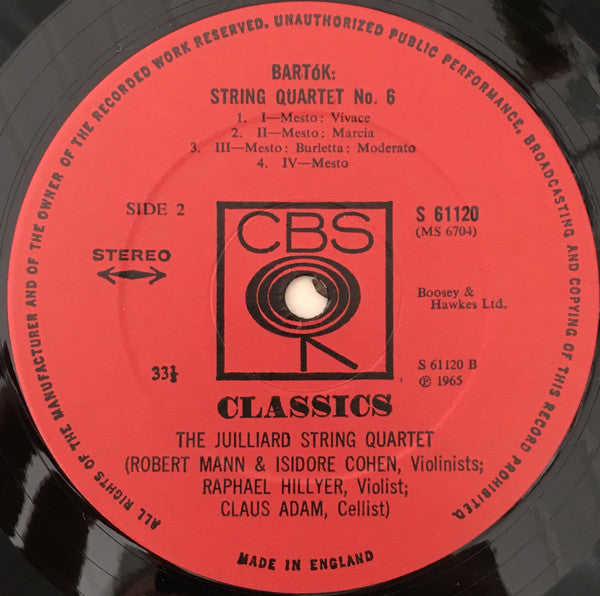 ALL RIGHTS OF THE MANUFACTURER AND OF THE OWNER OF THE RECORDED WORK RESERVED. UNAUTHORIZED PUBLIC PERFORMANCE, BROADCASTING AND COPYING OF THIS RECORD PROHIBITED.
BARTóK:
STRING QUARTET No. 6
1. I—Mesto: Vivace
2. II—Mesto: Marcia
3. III—Mesto: Burletta: Moderato
4. IV—Mesto
SIDE 2
CBS
S 61120
(MS 6704)
STEREO
Boosey &
Hawkes Ltd.
33⅓
S 61120 B
℗ 1965
CLASSICS
THE JUILLIARD STRING QUARTET
(ROBERT MANN & ISIDORE COHEN, Violinists;
RAPHAEL HILLYER, Violist;
CLAUS ADAM, Cellist)
MADE IN ENGLAND